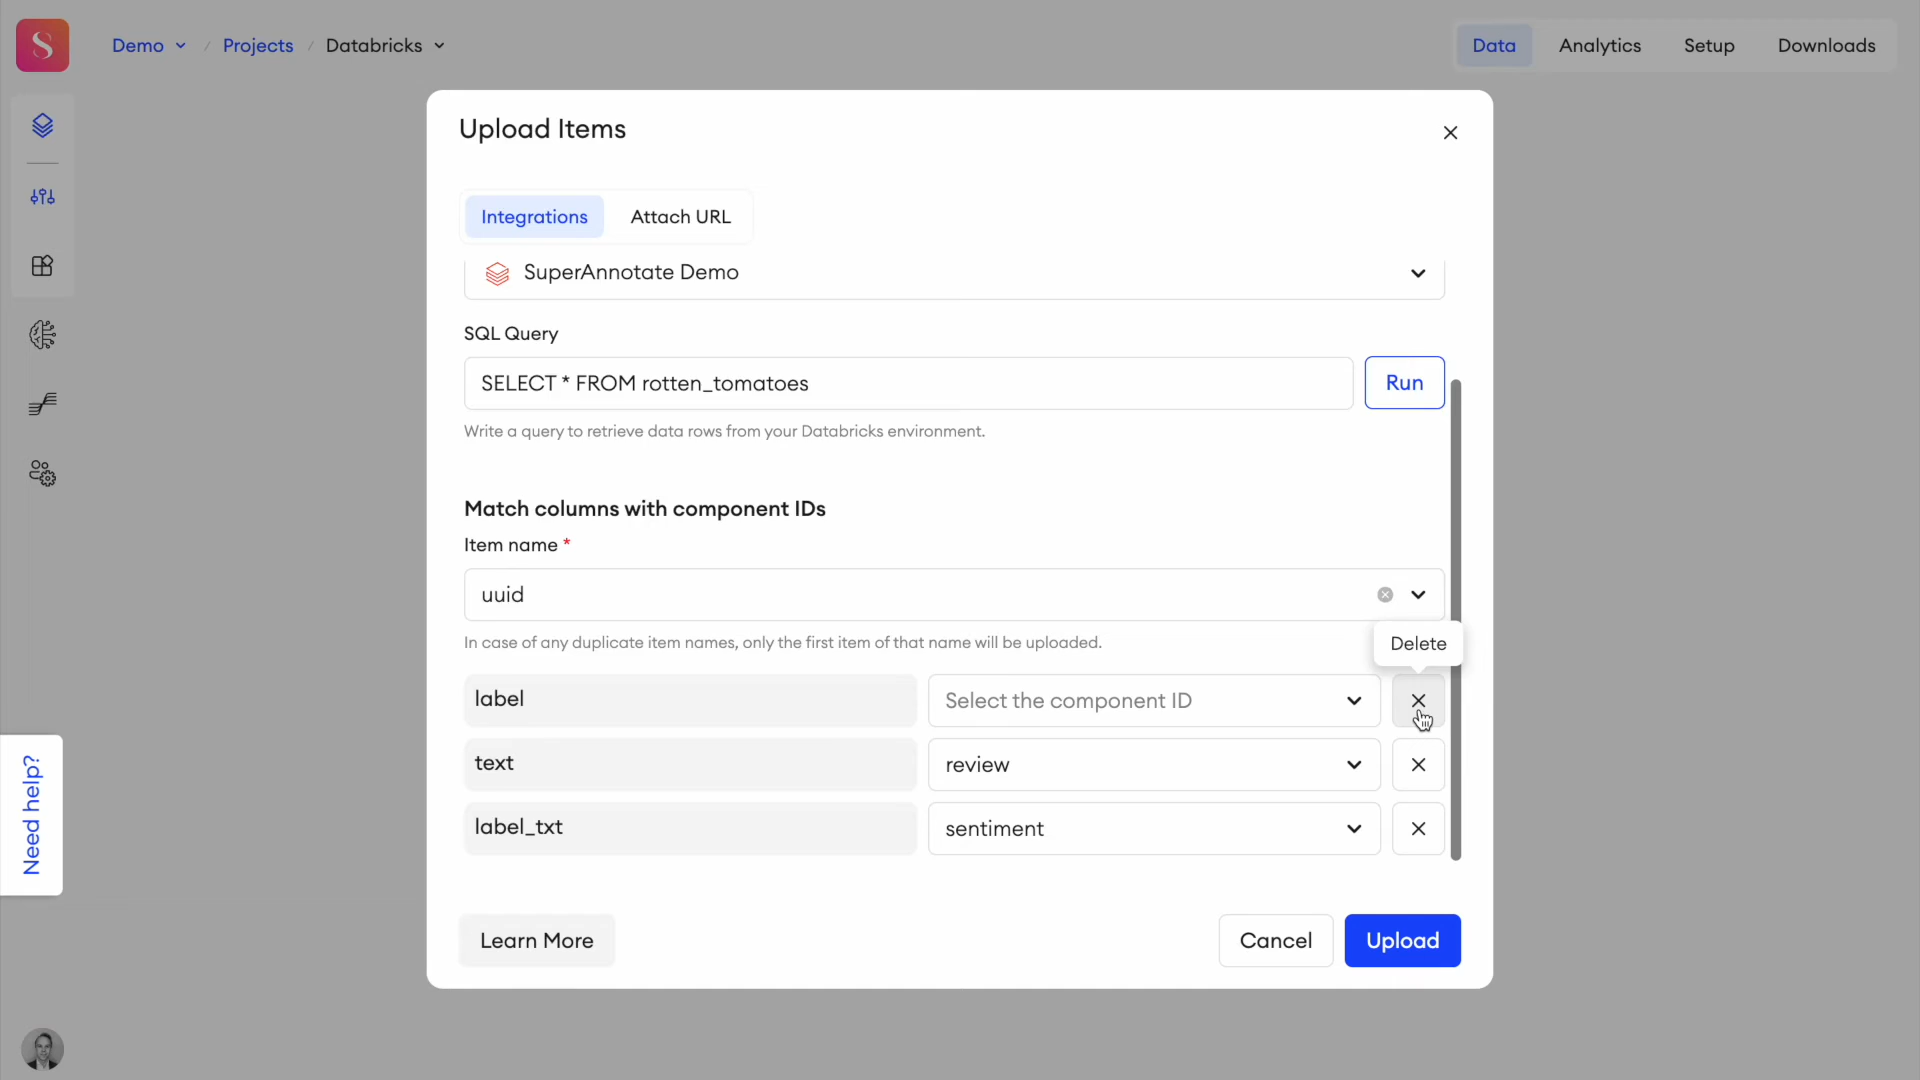 S
Demo / Projects / Databricks
Data Analytics Setup Downloads
Upload Items
Integrations Attach URL
SuperAnnotate Demo
SQL Query
SELECT * FROM rotten_tomatoes
Run
Write a query to retrieve data rows from your Databricks environment.
Match columns with component IDs
Item name *
uuid
In case of any duplicate item names, only the first item of that name will be uploaded.
Delete
label Select the component ID
text review
label_txt sentiment
Need help?
Learn More Cancel Upload